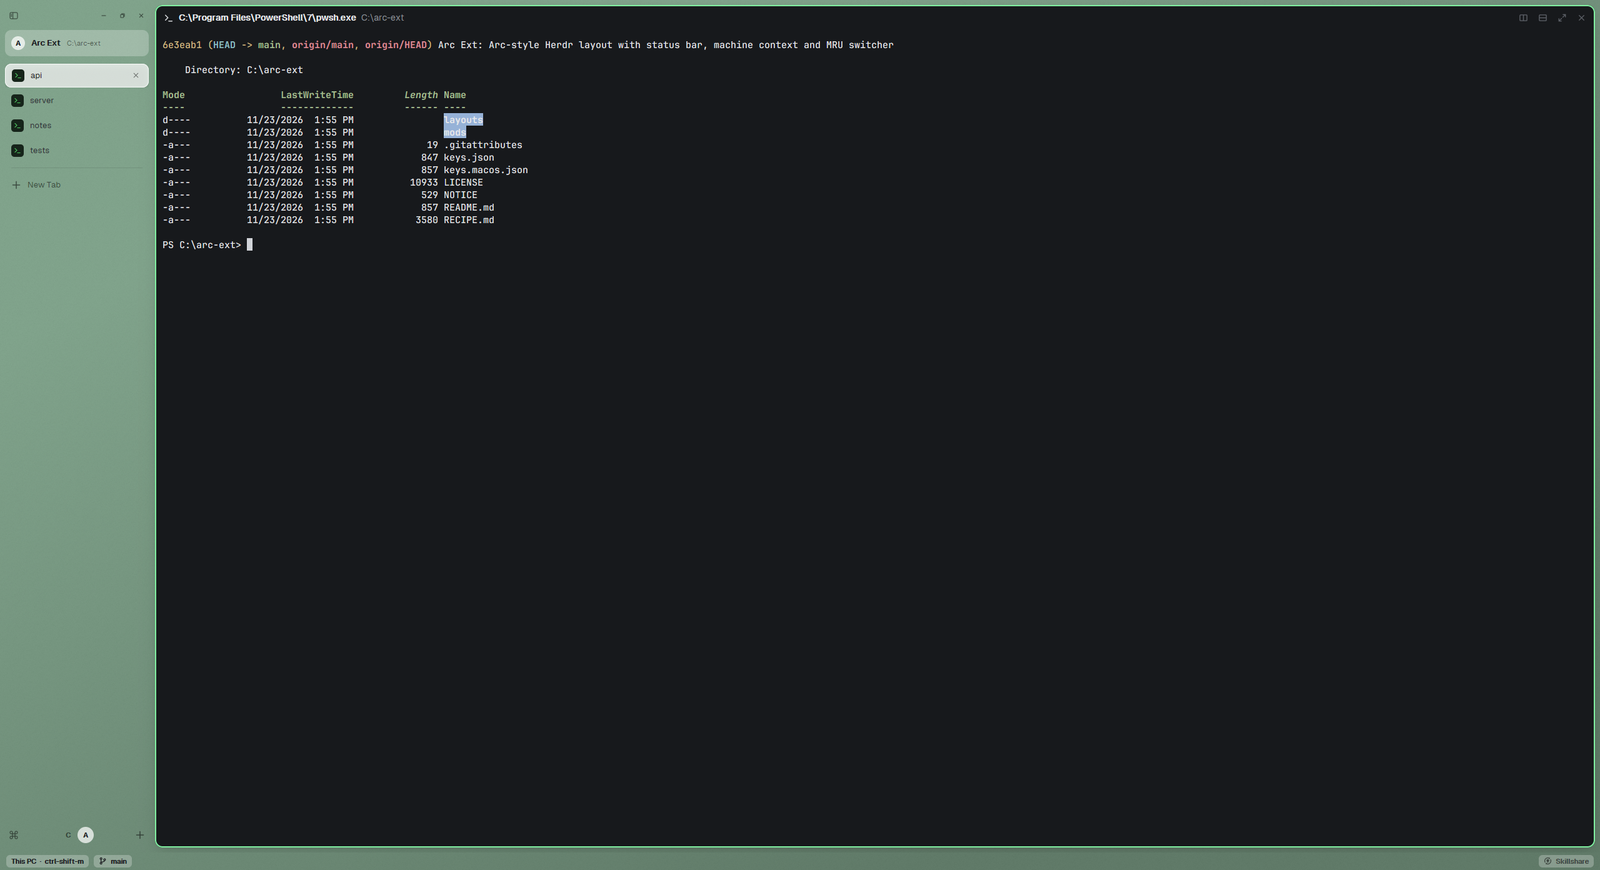 C:\Program Files\PowerShell\7\pwsh.exe C:\arc-ext
A Arc Ext C:\arc-ext
api
server
notes
tests
New Tab
6e3eab1 (HEAD -> main, origin/main, origin/HEAD) Arc Ext: Arc-style Herdr layout with status bar, machine context and MRU switcher
Directory: C:\arc-ext
Mode LastWriteTime Length Name
---- ------------- ------ ----
d---- 11/23/2026 1:55 PM layouts
d---- 11/23/2026 1:55 PM mods
-a--- 11/23/2026 1:55 PM 19 .gitattributes
-a--- 11/23/2026 1:55 PM 847 keys.json
-a--- 11/23/2026 1:55 PM 857 keys.macos.json
-a--- 11/23/2026 1:55 PM 10933 LICENSE
-a--- 11/23/2026 1:55 PM 529 NOTICE
-a--- 11/23/2026 1:55 PM 857 README.md
-a--- 11/23/2026 1:55 PM 3580 RECIPE.md
PS C:\arc-ext>
C A
This PC · ctrl-shift-m main
Skillshare